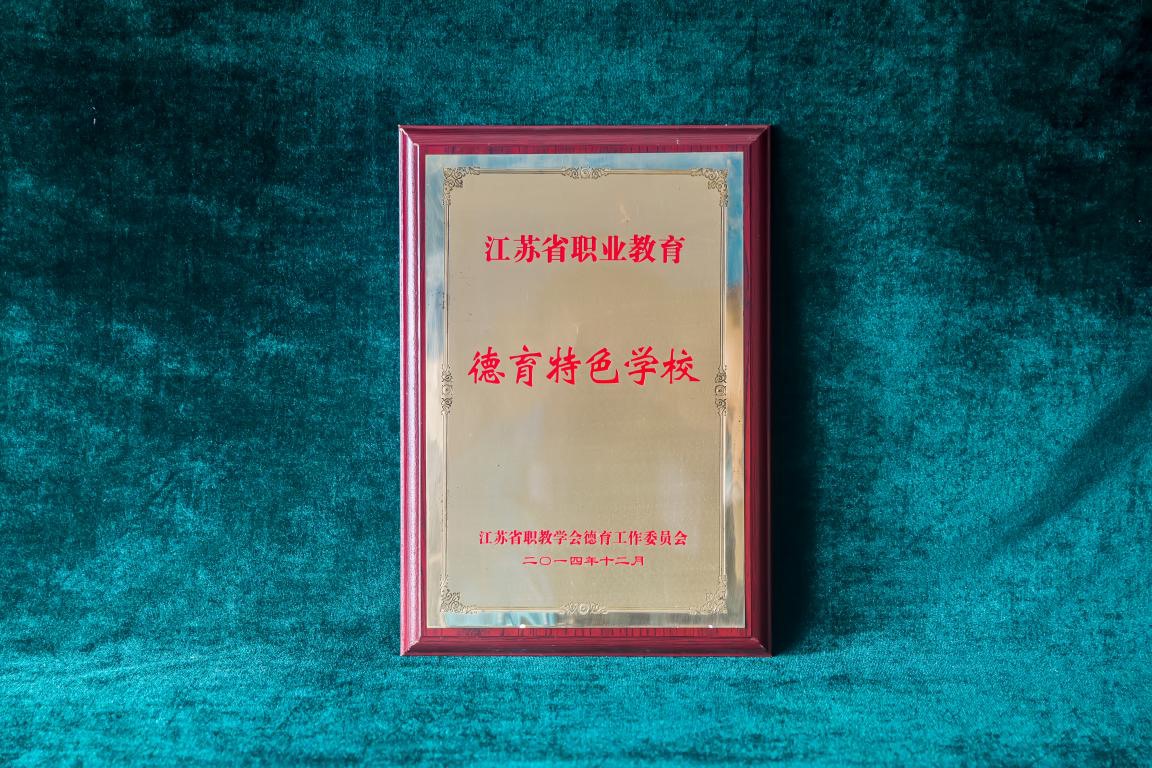 江苏省职业教育
德育特色学校
江苏省职教学会德育工作委员会
二〇一四年十二月